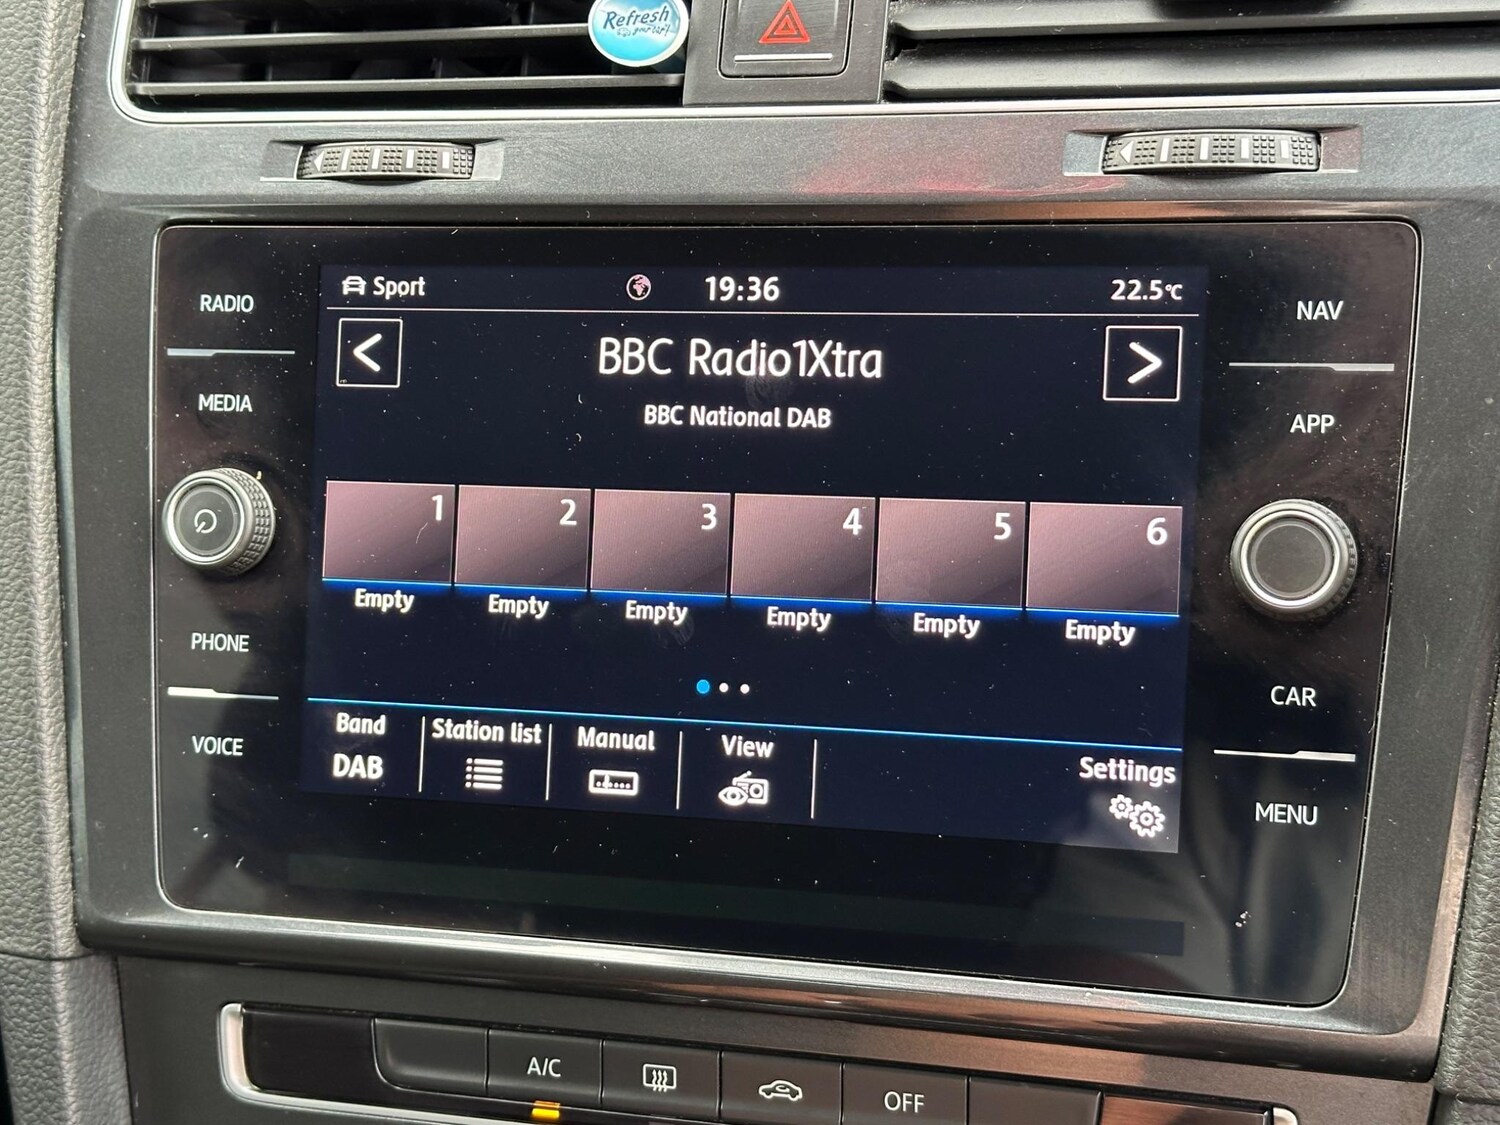 Refresh
your car!
Sport
19:36
22.5°C
RADIO
NAV
<
BBC Radio1Xtra
>
BBC National DAB
MEDIA
APP
1
2
3
4
5
6
Empty
Empty
Empty
Empty
Empty
Empty
PHONE
CAR
VOICE
MENU
Band
DAB
Station list
Manual
View
Settings
A/C
OFF